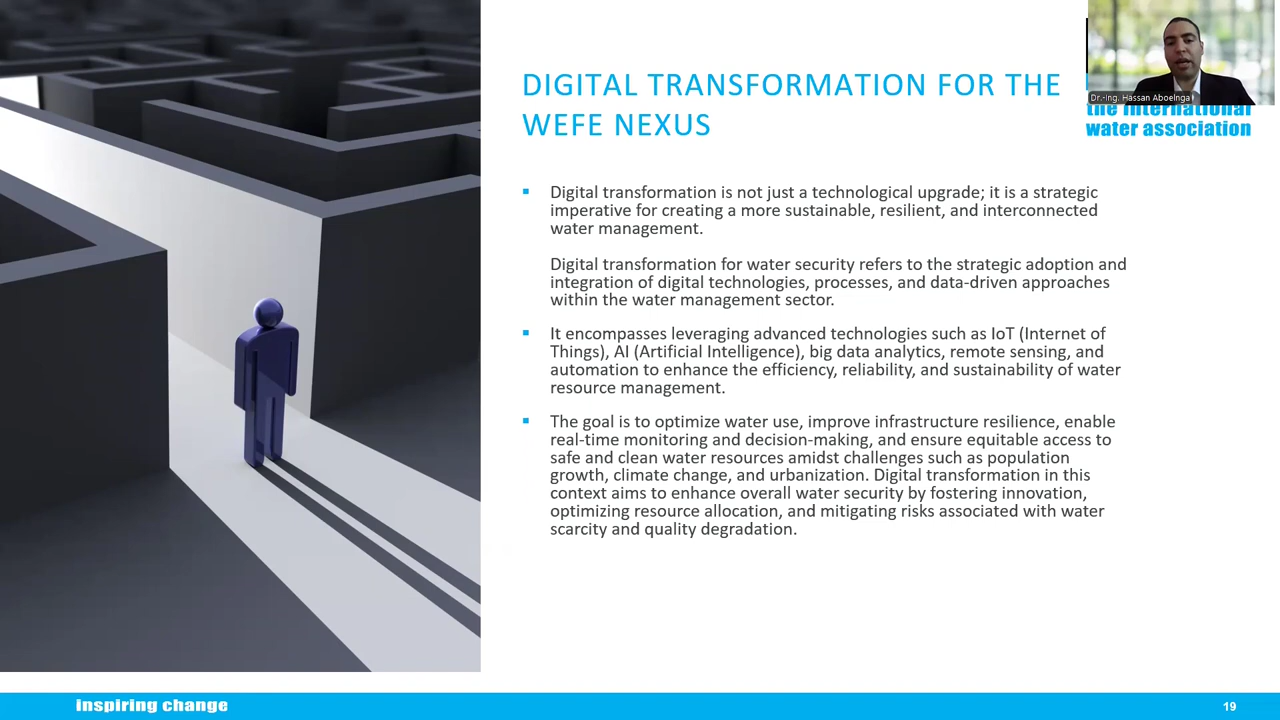 DIGITAL TRANSFORMATION FOR THE
WEFE NEXUS
Dr.-Ing. Hassan Aboelnga
the international
water association
▪ Digital transformation is not just a technological upgrade; it is a strategic
imperative for creating a more sustainable, resilient, and interconnected
water management.
Digital transformation for water security refers to the strategic adoption and
integration of digital technologies, processes, and data-driven approaches
within the water management sector.
▪ It encompasses leveraging advanced technologies such as IoT (Internet of
Things), AI (Artificial Intelligence), big data analytics, remote sensing, and
automation to enhance the efficiency, reliability, and sustainability of water
resource management.
▪ The goal is to optimize water use, improve infrastructure resilience, enable
real-time monitoring and decision-making, and ensure equitable access to
safe and clean water resources amidst challenges such as population
growth, climate change, and urbanization. Digital transformation in this
context aims to enhance overall water security by fostering innovation,
optimizing resource allocation, and mitigating risks associated with water
scarcity and quality degradation.
inspiring change
19